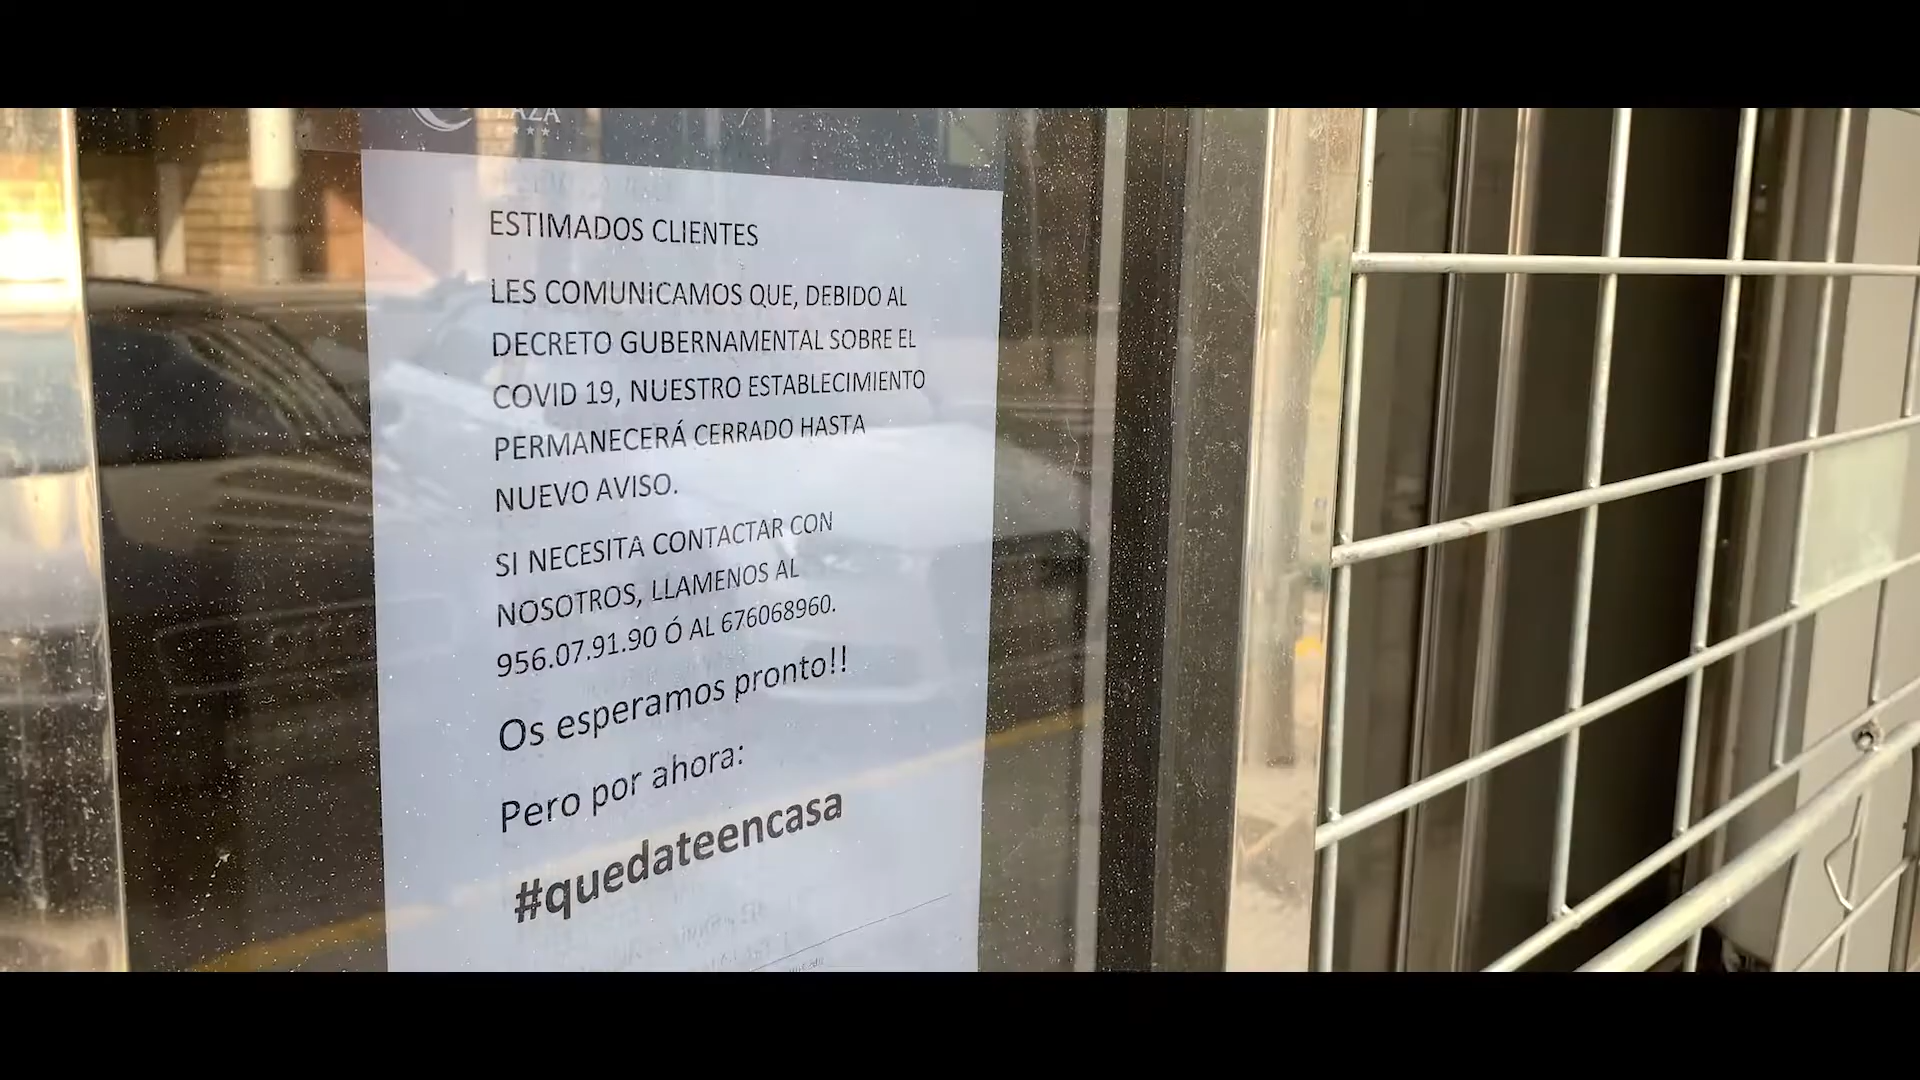 PLAZA
ESTIMADOS CLIENTES
LES COMUNiCAMOS QUE, DEBIDO AL
DECRETO GUBERNAMENTAL SOBRE EL
COVID 19, NUESTRO ESTABLECIMIENTO
PERMANECERÁ CERRADO HASTA
NUEVO AVISO.
SI NECESITA CONTACTAR CON
NOSOTROS, LLAMENOS AL
956.07.91.90 Ó AL 676068960.
Os esperamos pronto!!
Pero por ahora:
#quedateencasa